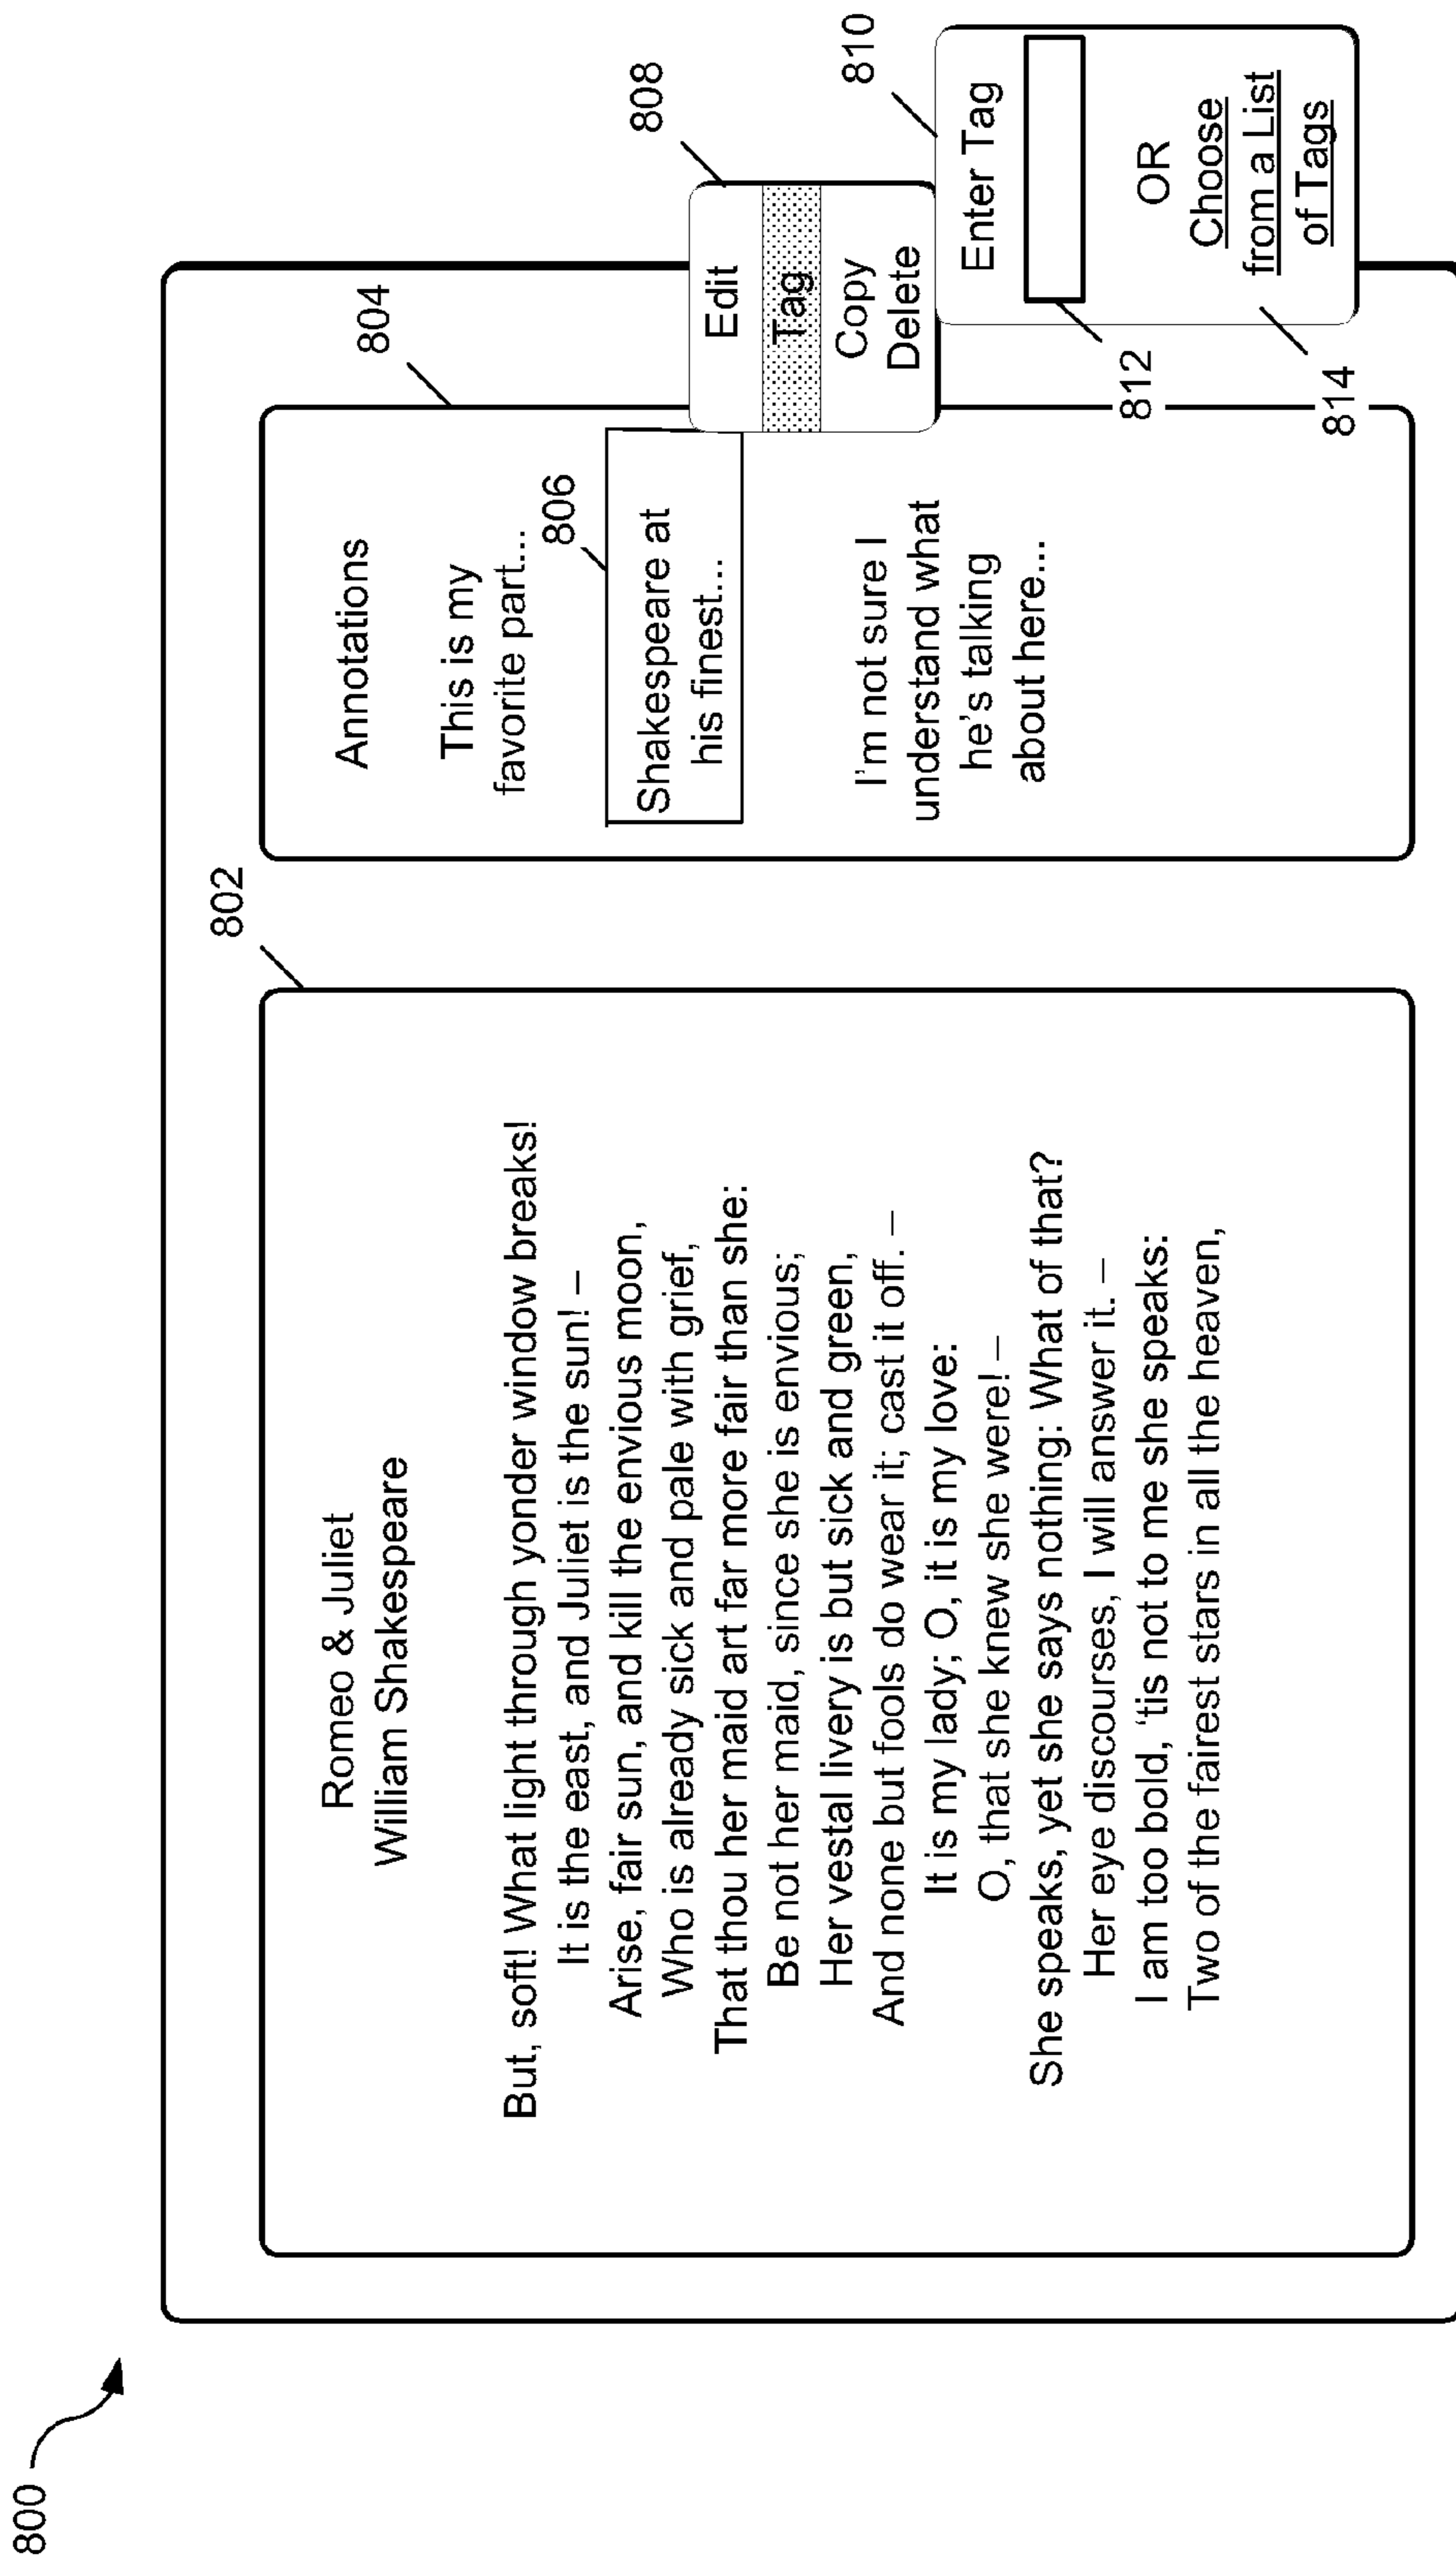 800
802
Romeo & Juliet
William Shakespeare
But, soft! What light through yonder window breaks!
It is the east, and Juliet is the sun! –
Arise, fair sun, and kill the envious moon,
Who is already sick and pale with grief,
That thou her maid art far more fair than she:
Be not her maid, since she is envious;
Her vestal livery is but sick and green,
And none but fools do wear it; cast it off. –
It is my lady; O, it is my love:
O, that she knew she were! –
She speaks, yet she says nothing: What of that?
Her eye discourses, I will answer it. –
I am too bold, ‘tis not to me she speaks:
Two of the fairest stars in all the heaven,
804
Annotations
This is my
favorite part...
806
Shakespeare at
his finest...
I'm not sure I
understand what
he's talking
about here...
808
Edit
Tag
Copy
Delete
810
Enter Tag
812
OR
Choose
from a List
of Tags
814